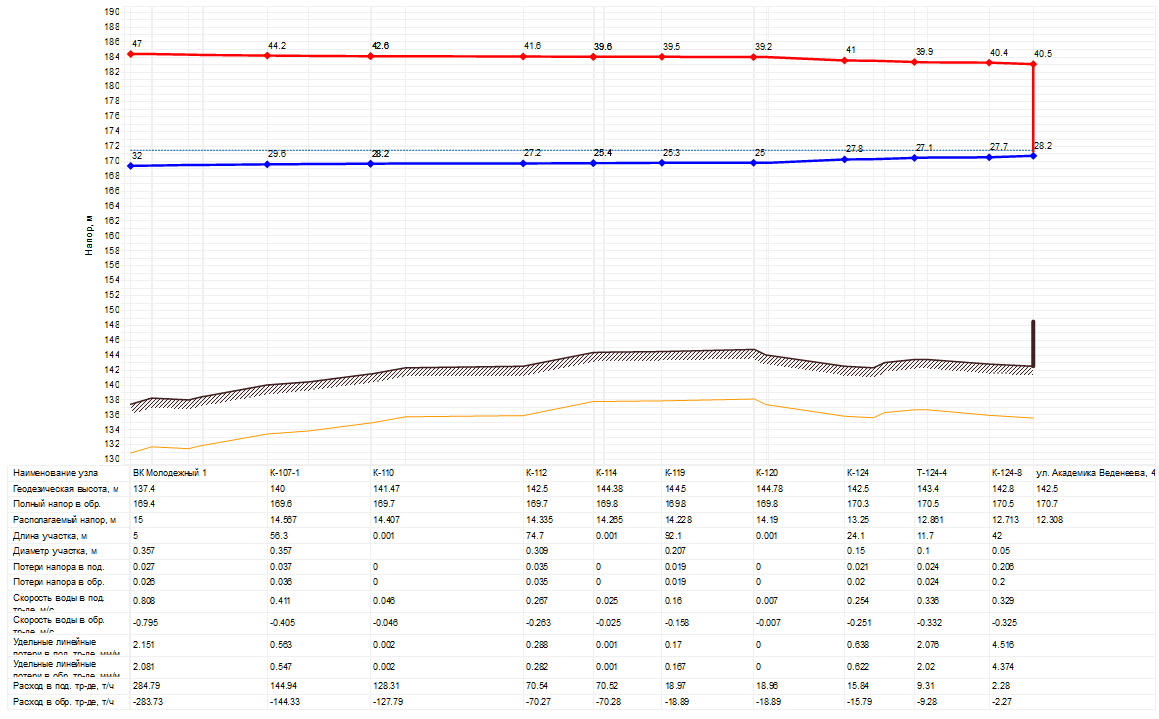 190
188
186
184
182
180
178
176
174
172
170
168
166
164
162
160
158
156
154
152
150
148
146
144
142
140
138
136
134
132
130
Напор, м
47 44.2 42.6 41.6 39.6 39.5 39.2 41 39.9 40.4 40.5
32 29.6 28.2 27.2 25.4 25.3 25 27.8 27.1 27.7 28.2
Наименование узла ВК Молодежный 1 К-107-1 К-110 К-112 К-114 К-119 К-120 К-124 Т-124-4 К-124-8 ул. Академика Веденеева, 4
Геодезическая высота, м 137.4 140 141.47 142.5 144.38 144.5 144.78 142.5 143.4 142.8 142.5
Полный напор в обр. 169.4 169.6 169.7 169.7 169.8 169.8 169.8 170.3 170.5 170.5 170.7
Располагаемый напор, м 15 14.567 14.407 14.335 14.265 14.228 14.19 13.25 12.861 12.713 12.308
Длина участка, м 5 56.3 0.001 74.7 0.001 92.1 0.001 24.1 11.7 42
Диаметр участка, м 0.357 0.357 0.309 0.207 0.15 0.1 0.05
Потери напора в под. 0.027 0.037 0 0.035 0 0.019 0 0.021 0.024 0.206
Потери напора в обр. 0.026 0.036 0 0.035 0 0.019 0 0.02 0.024 0.2
Скорость воды в под.
тр-де, м/с 0.808 0.411 0.046 0.267 0.025 0.16 0.007 0.254 0.336 0.329
Скорость воды в обр.
тр-де, м/с -0.795 -0.405 -0.046 -0.263 -0.025 -0.158 -0.007 -0.251 -0.332 -0.325
Удельные линейные
потери в под. тр-де, мм/м 2.151 0.563 0.002 0.288 0.001 0.17 0 0.638 2.076 4.516
Удельные линейные
потери в обр. тр-де, мм/м 2.081 0.547 0.002 0.282 0.001 0.167 0 0.622 2.02 4.374
Расход в под. тр-де, т/ч 284.79 144.94 128.31 70.54 70.52 18.97 18.96 15.84 9.31 2.28
Расход в обр. тр-де, т/ч -283.73 -144.33 -127.79 -70.27 -70.28 -18.89 -18.89 -15.79 -9.28 -2.27